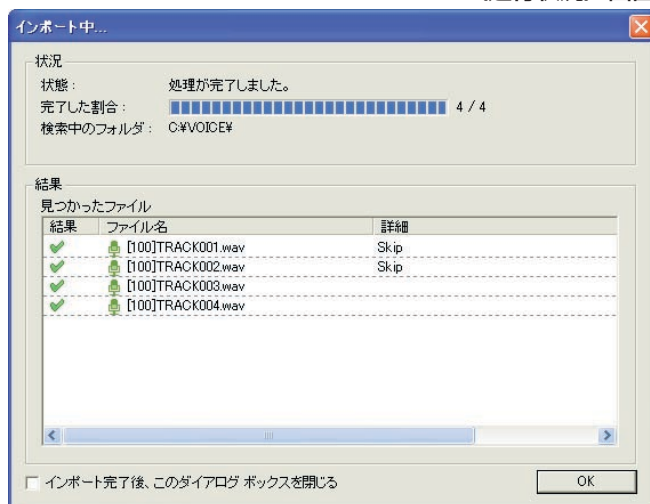 インポート中...
状況
状態： 処理が完了しました。
完了した割合： 4 / 4
検索中のフォルダ： C:¥VOICE¥
結果
見つかったファイル
結果 ファイル名 詳細
[100]TRACK001.wav Skip
[100]TRACK002.wav Skip
[100]TRACK003.wav
[100]TRACK004.wav
インポート完了後、このダイアログ ボックスを閉じる
OK